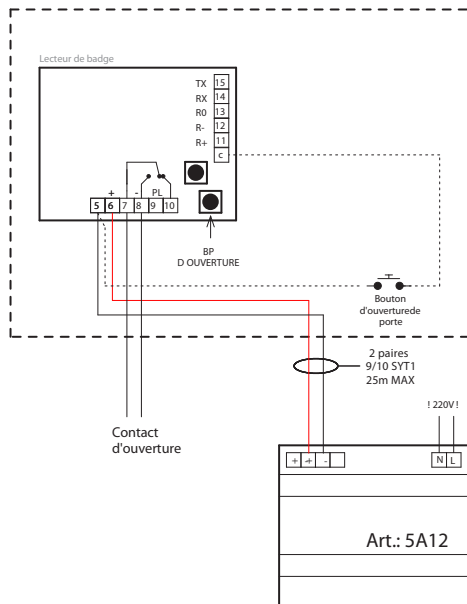 Lecteur de badge
TX 15
RX 14
R0 13
R- 12
R+ 11
c
+ - PL
5 6 7 8 9 10
BP
D OUVERTURE
Bouton
d'ouverturede
porte
2 paires
9/10 SYT1
25m MAX
! 220V !
Contact
d'ouverture
+ -+ - N L
Art.: 5A12